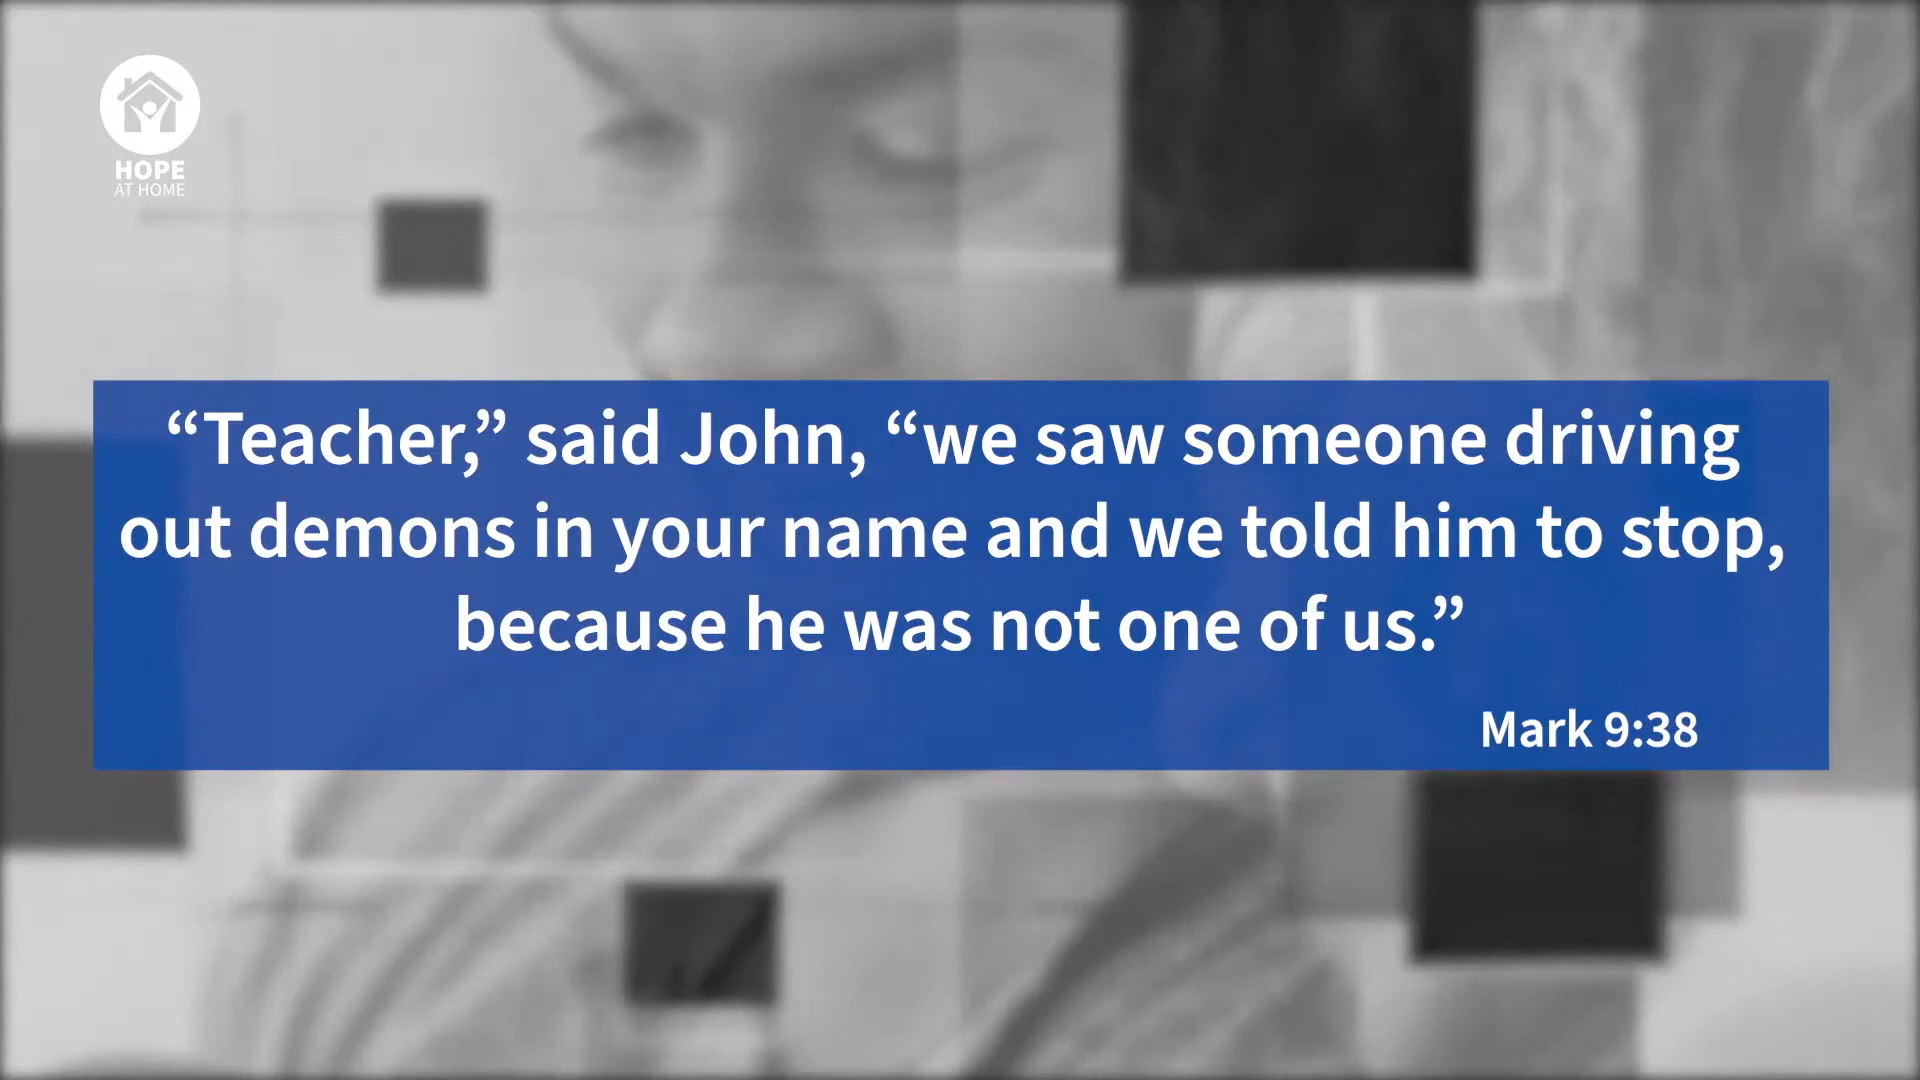 HOPE
AT HOME
“Teacher,” said John, “we saw someone driving
out demons in your name and we told him to stop,
because he was not one of us.”
Mark 9:38